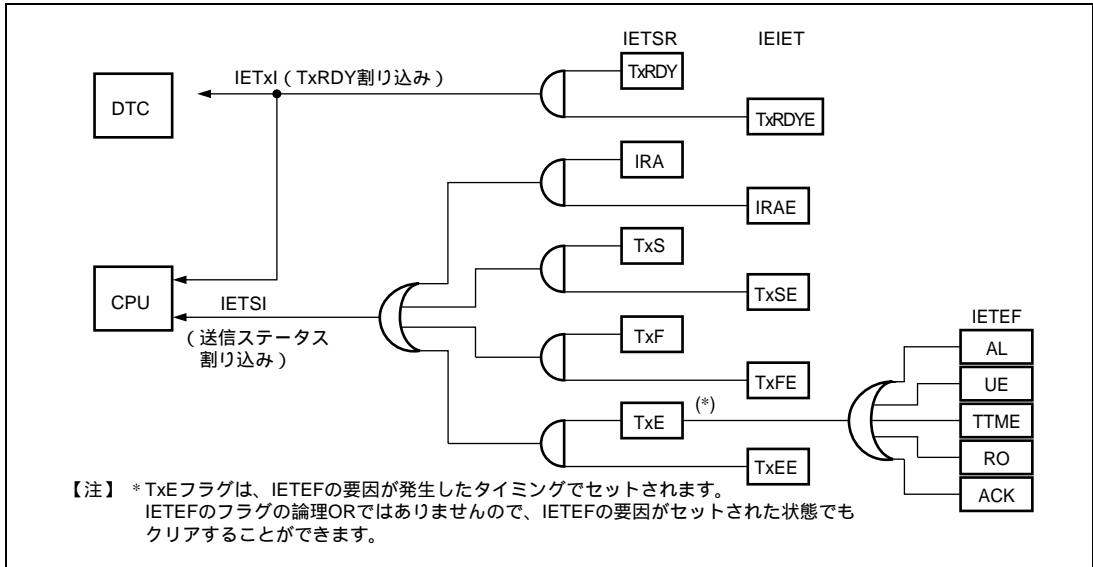 IETSR
IEIET
TxRDY
IETxI（TxRDY割り込み）
DTC
TxRDYE
IRA
IRAE
TxS
CPU
IETSI
TxSE
（送信ステータス
割り込み）
IETEF
TxF
AL
TxFE
UE
TxE
(*)
TTME
TxEE
RO
ACK
【注】 * TxEフラグは、IETEFの要因が発生したタイミングでセットされます。
IETEFのフラグの論理ORではありませんので、IETEFの要因がセットされた状態でも
クリアすることができます。